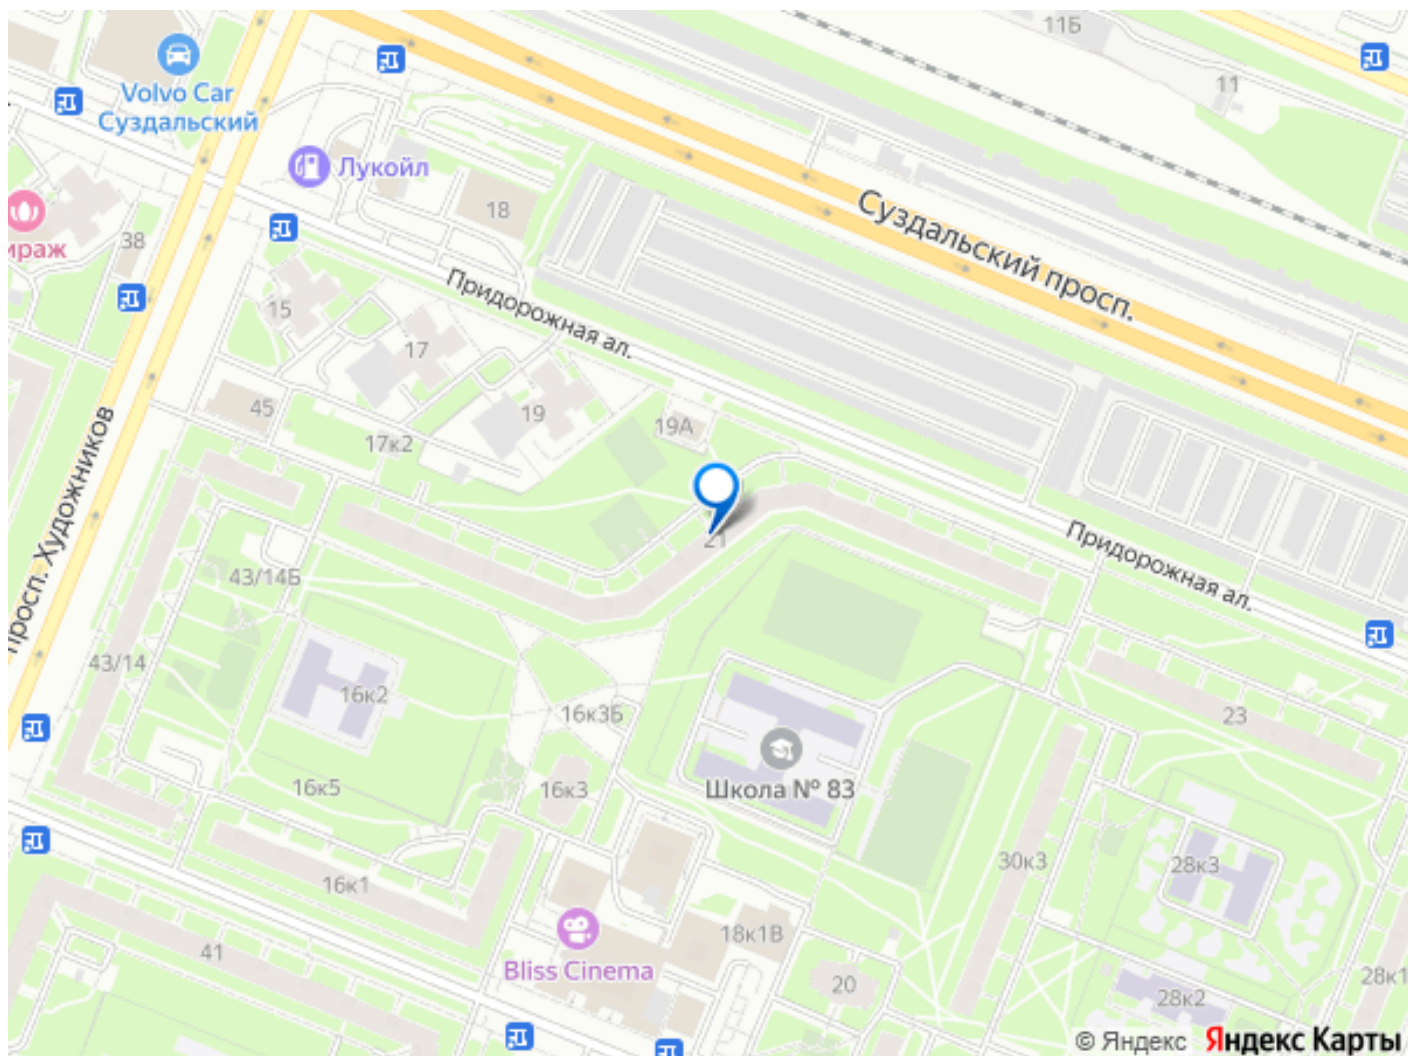 11Б
11
Volvo Car
Суздальский
Лукойл
18
Суздальский просп.
ираж
38
Придорожная ал.
15
17
19
19А
45
17к2
просп. Художников
21
Придорожная ал.
43/14Б
43/14
16к2
16к3Б
23
16к5
16к3
Школа № 83
30к3
28к3
16к1
18к1В
41
Bliss Cinema
20
28к1
28к2
© Яндекс Яндекс Карты